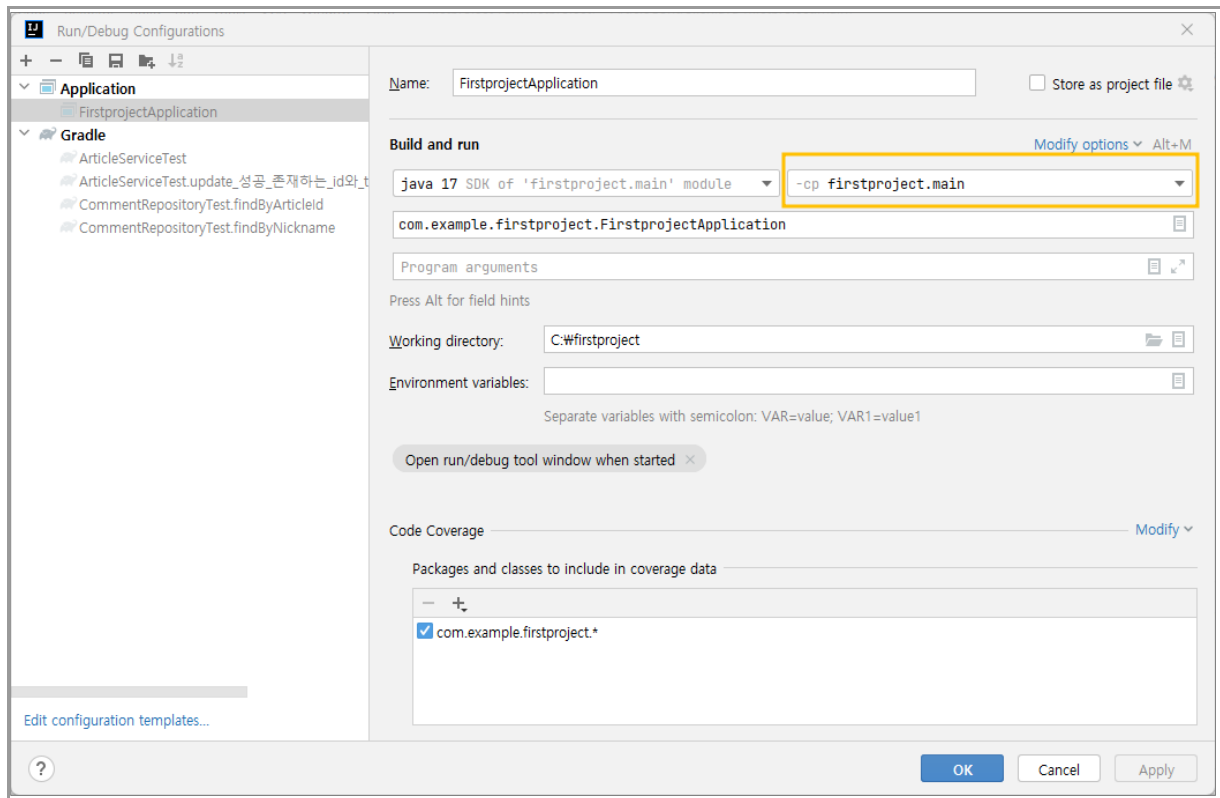 Run/Debug Configurations
Application
FirstprojectApplication
Gradle
ArticleServiceTest
ArticleServiceTest.update_성공_존재하는_id와_t
CommentRepositoryTest.findByArticleId
CommentRepositoryTest.findByNickname
Edit configuration templates...
Name: FirstprojectApplication Store as project file
Build and run Modify options Alt+M
java 17 SDK of 'firstproject.main' module -cp firstproject.main
com.example.firstproject.FirstprojectApplication
Program arguments
Press Alt for field hints
Working directory: C:₩firstproject
Environment variables:
Separate variables with semicolon: VAR=value; VAR1=value1
Open run/debug tool window when started
Code Coverage Modify
Packages and classes to include in coverage data
com.example.firstproject.*
? OK Cancel Apply